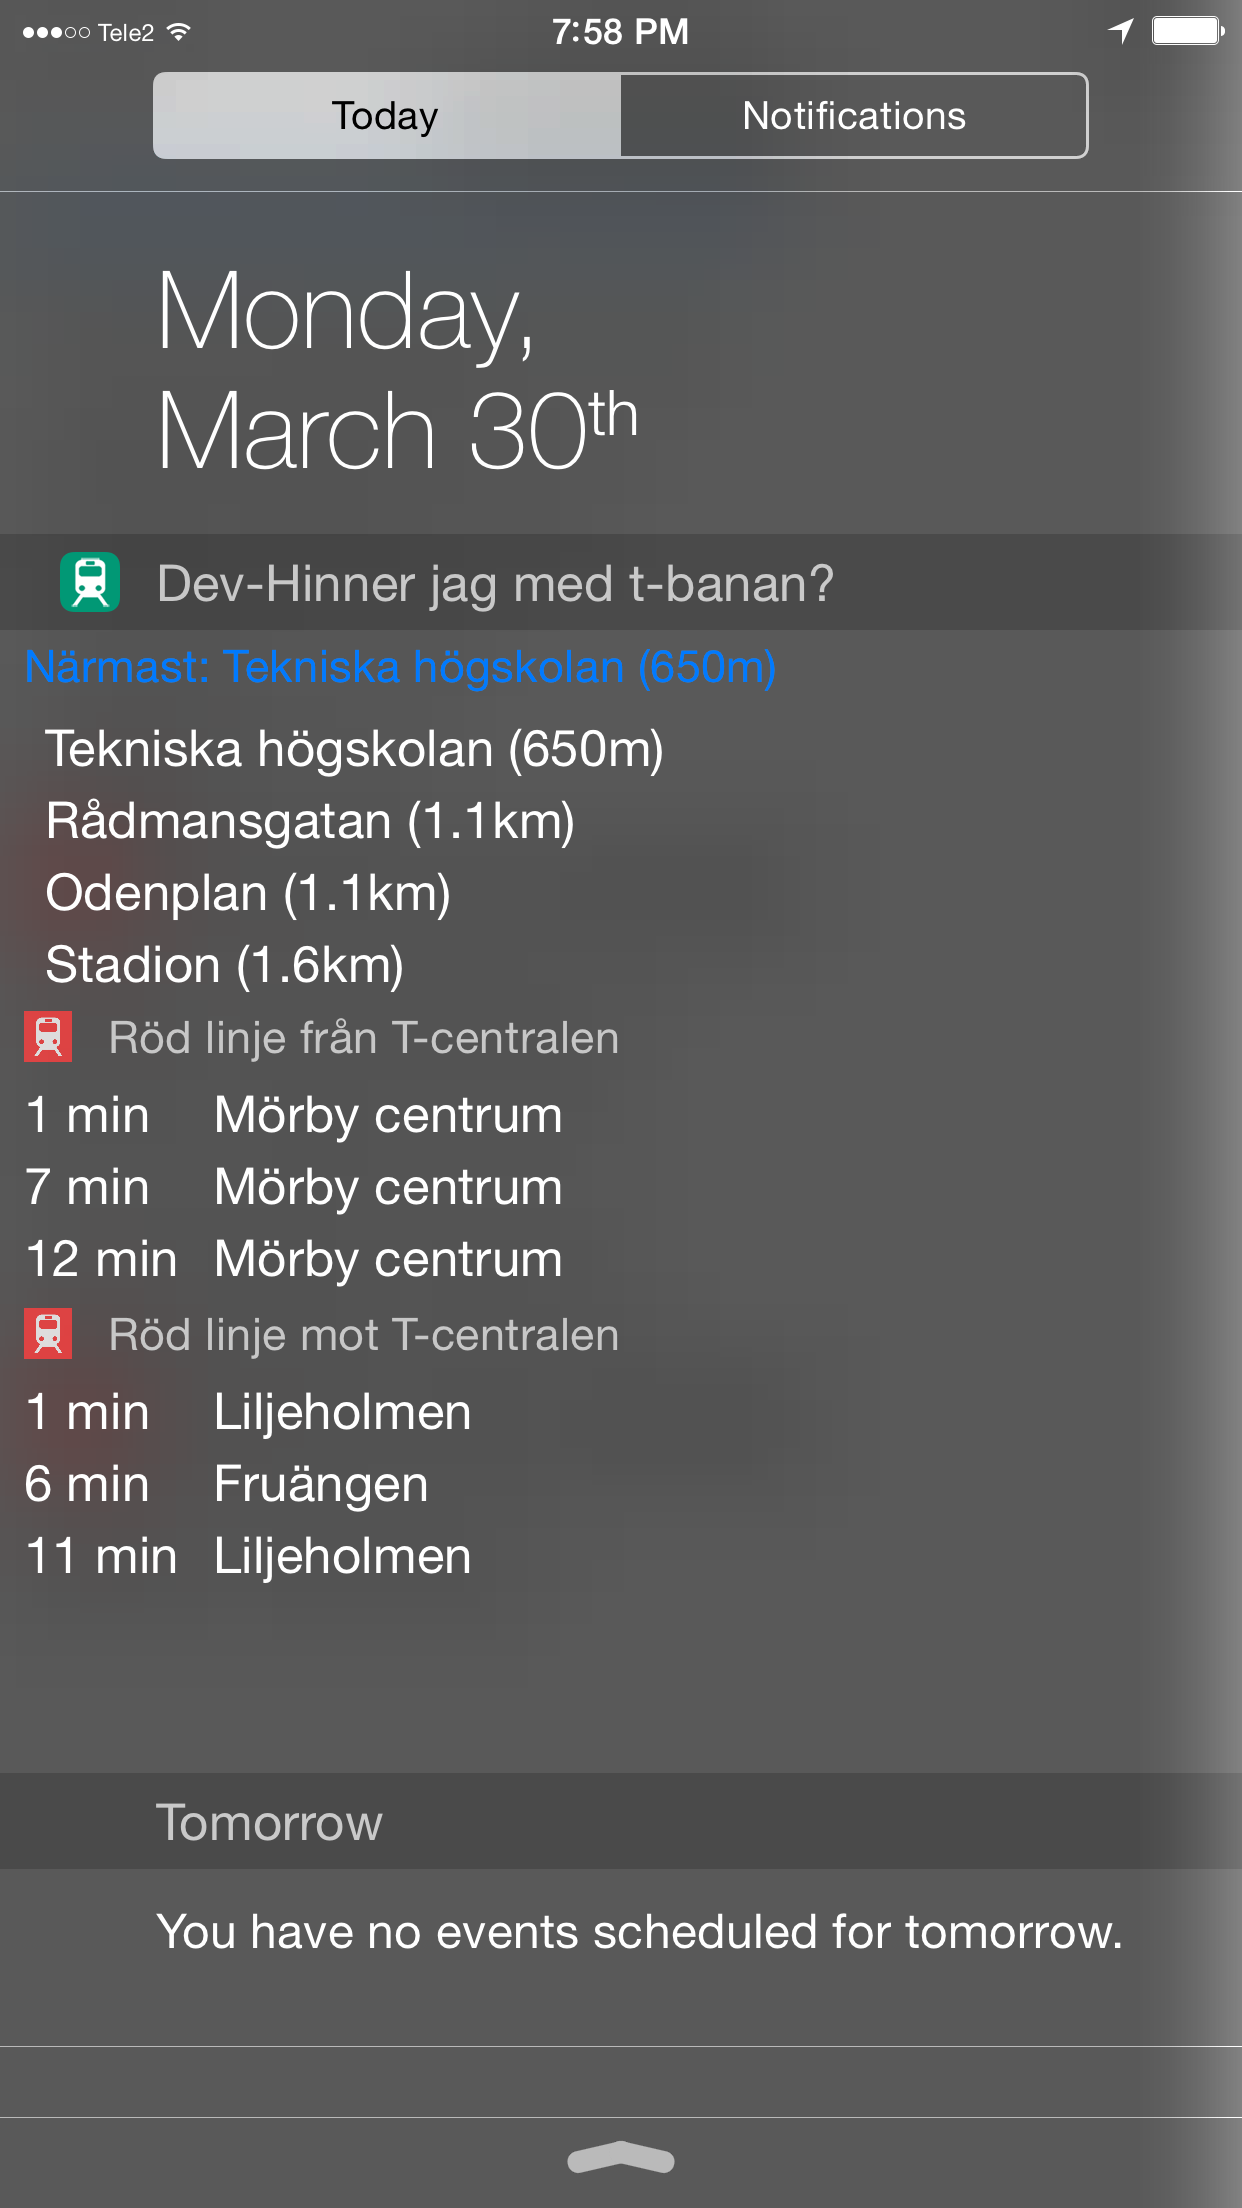 Tele2 7:58 PM
Today Notifications
Monday,
March 30th
Dev-Hinner jag med t-banan?
Närmast: Tekniska högskolan (650m)
Tekniska högskolan (650m)
Rådmansgatan (1.1km)
Odenplan (1.1km)
Stadion (1.6km)
Röd linje från T-centralen
1 min Mörby centrum
7 min Mörby centrum
12 min Mörby centrum
Röd linje mot T-centralen
1 min Liljeholmen
6 min Fruängen
11 min Liljeholmen
Tomorrow
You have no events scheduled for tomorrow.